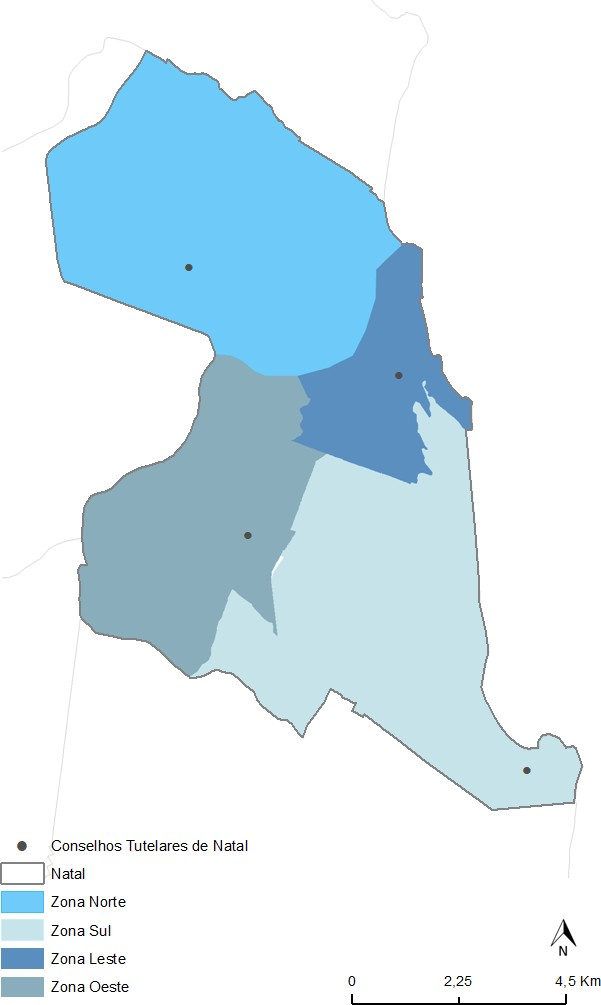 Conselhos Tutelares de Natal
Natal
Zona Norte
Zona Sul
Zona Leste
Zona Oeste
N
0 2,25 4,5 Km